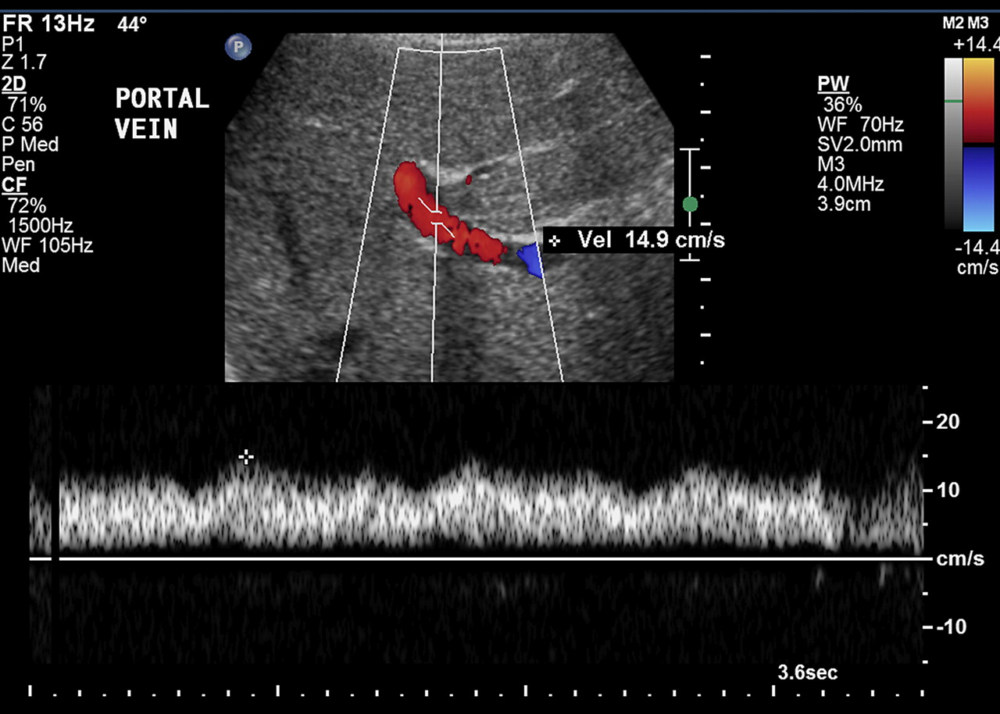 FR 13Hz 44°
P1
Z 1.7
2D
71%
C 56
P Med
Pen
CF
72%
1500Hz
WF 105Hz
Med
P
PORTAL
VEIN
Vel 14.9 cm/s
PW
36%
WF 70Hz
SV2.0mm
M3
4.0MHz
3.9cm
M2 M3
+14.4
-14.4
cm/s
20
10
cm/s
-10
3.6sec